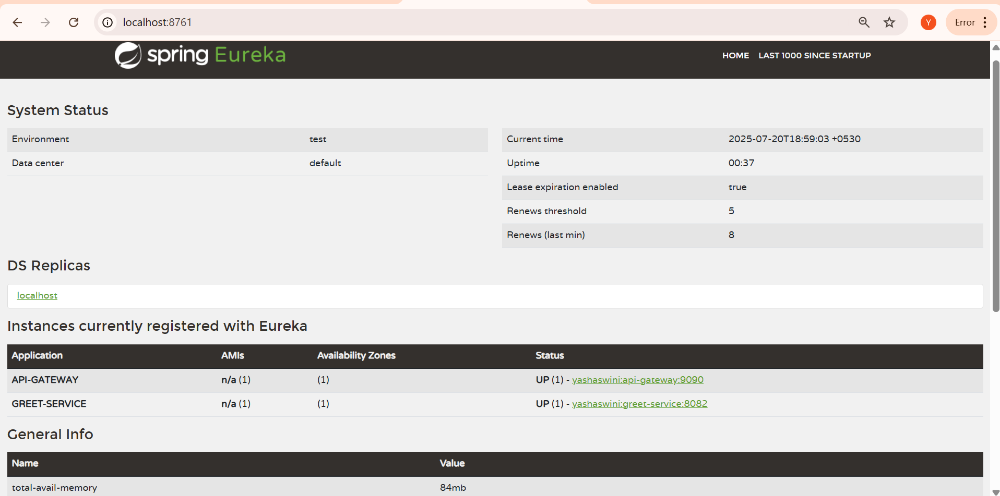 localhost:8761
Y
Error
spring Eureka
HOME LAST 1000 SINCE STARTUP
System Status
Environment test
Data center default
Current time 2025-07-20T18:59:03 +0530
Uptime 00:37
Lease expiration enabled true
Renews threshold 5
Renews (last min) 8
DS Replicas
localhost
Instances currently registered with Eureka
Application AMIs Availability Zones Status
API-GATEWAY n/a (1) (1) UP (1) - yashaswini:api-gateway:9090
GREET-SERVICE n/a (1) (1) UP (1) - yashaswini:greet-service:8082
General Info
Name Value
total-avail-memory 84mb